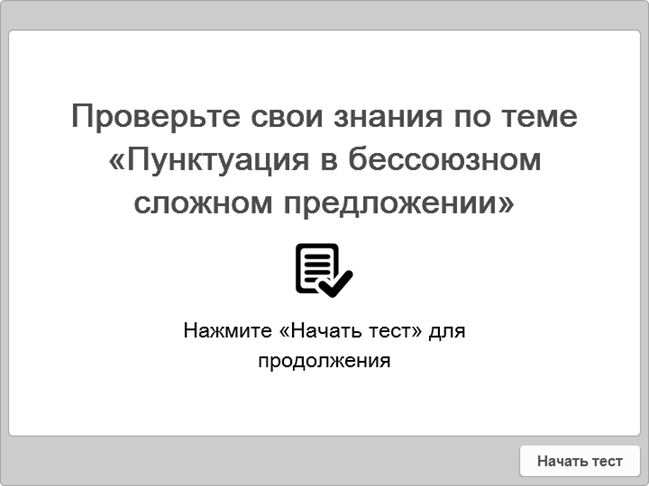 Проверьте свои знания по теме
«Пунктуация в бессоюзном
сложном предложении»
Нажмите «Начать тест» для
продолжения
Начать тест